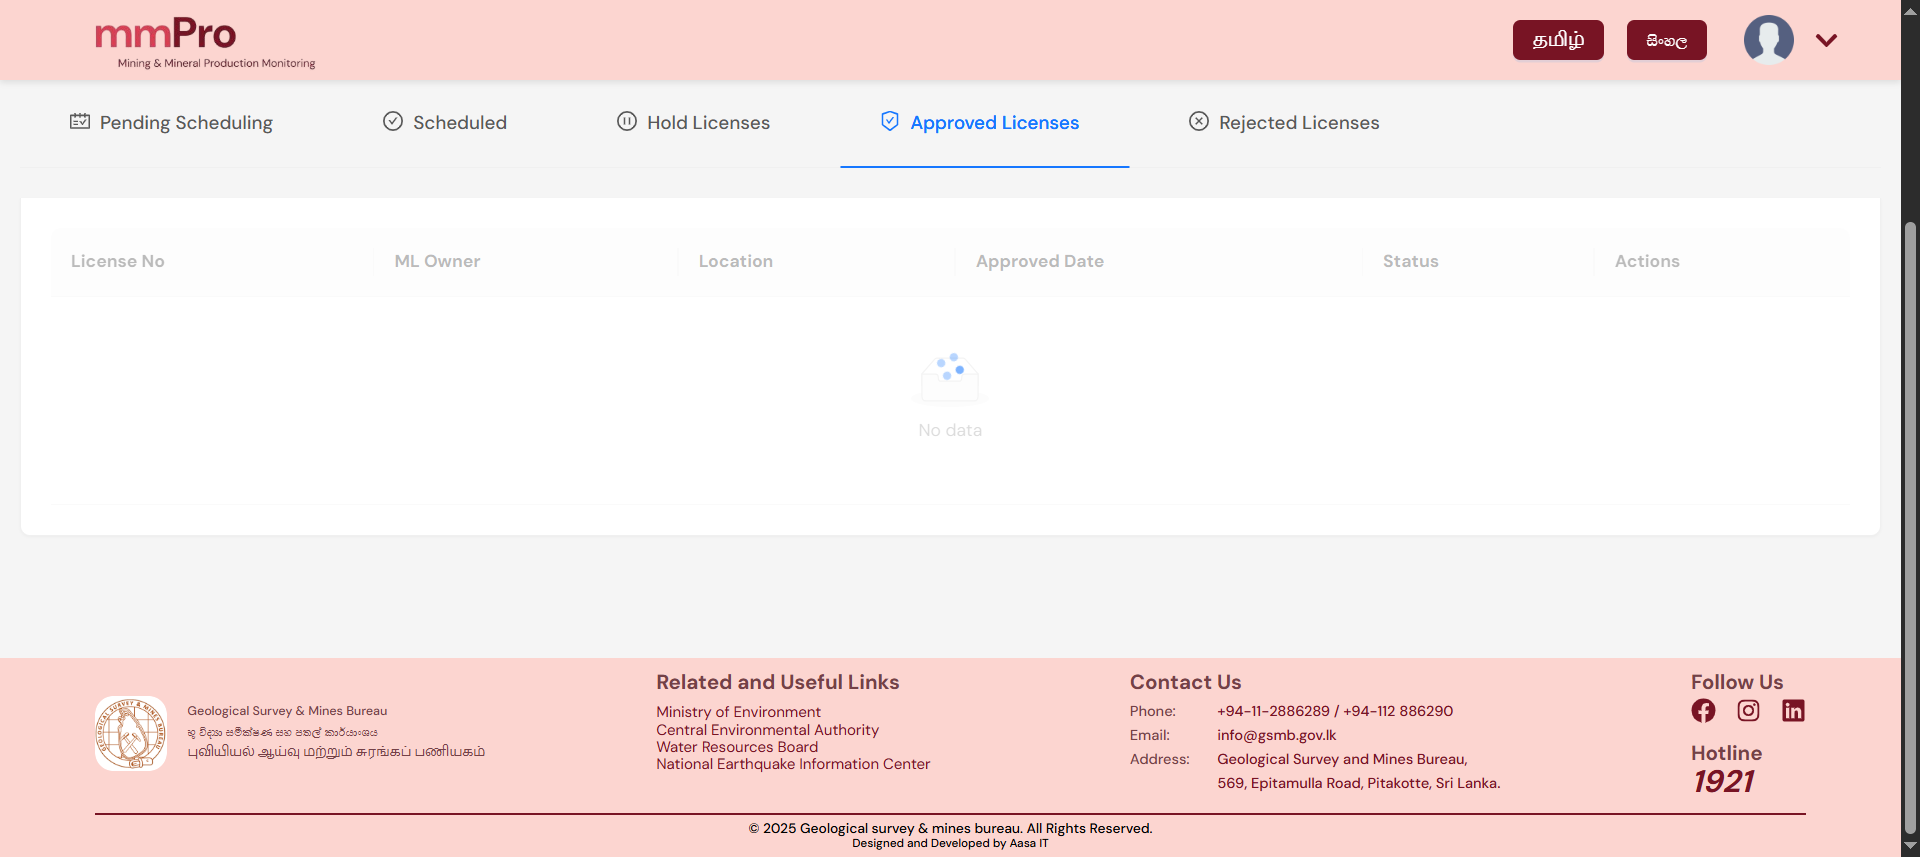 mmPro
Mining & Mineral Production Monitoring
தமிழ்
සිංහල
Pending Scheduling
Scheduled
Hold Licenses
Approved Licenses
Rejected Licenses
License No
ML Owner
Location
Approved Date
Status
Actions
No data
GEOLOGICAL SURVEY & MINES BUREAU
Geological Survey & Mines Bureau
භූ විද්‍යා සමීක්ෂණ සහ පතල් කාර්යාංශය
புவியியல் ஆய்வு மற்றும் சுரங்கப் பணியகம்
Related and Useful Links
Ministry of Environment
Central Environmental Authority
Water Resources Board
National Earthquake Information Center
Contact Us
Phone: +94-11-2886289 / +94-112 886290
Email: info@gsmb.gov.lk
Address: Geological Survey and Mines Bureau,
569, Epitamulla Road, Pitakotte, Sri Lanka.
Follow Us
Hotline
1921
© 2025 Geological survey & mines bureau. All Rights Reserved.
Designed and Developed by Aasa IT